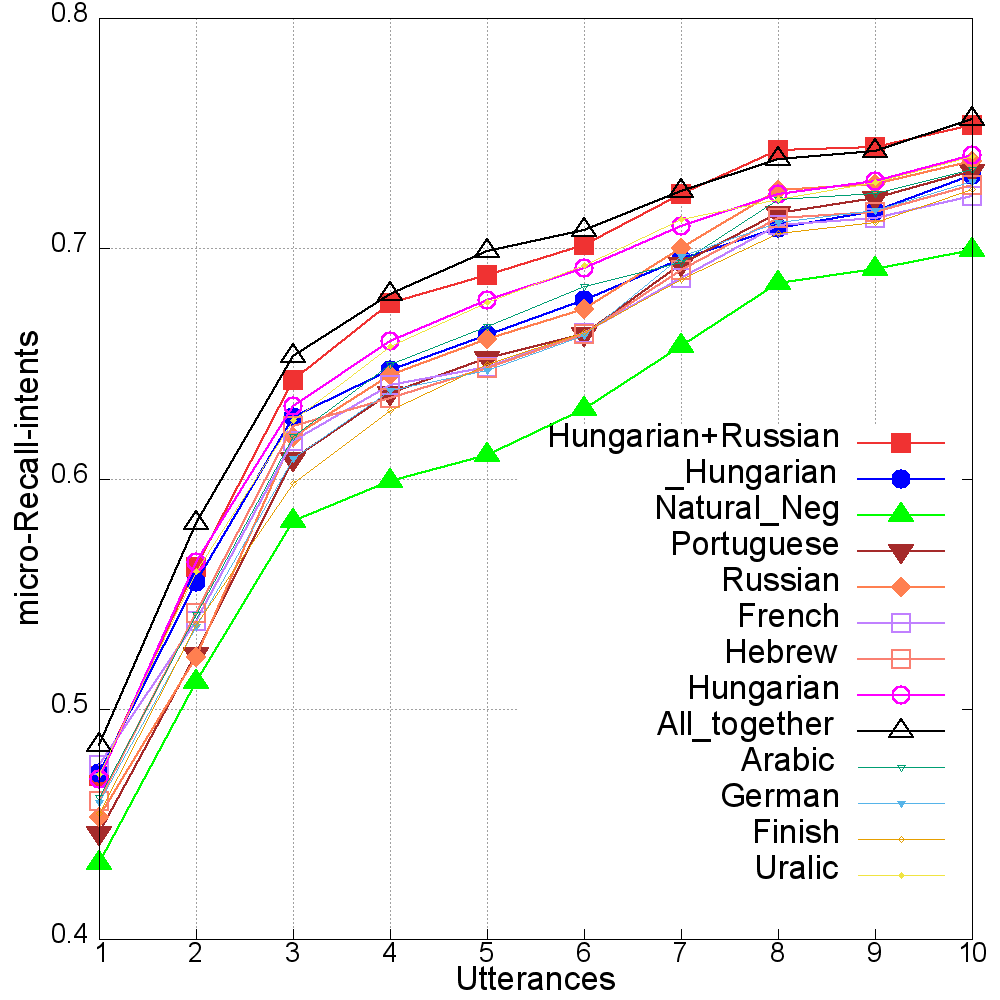 0.8
0.7
0.6
0.5
0.4
micro-Recall-intents
Hungarian+Russian
_Hungarian
Natural_Neg
Portuguese
Russian
French
Hebrew
Hungarian
All_together
Arabic
German
Finish
Uralic
1 2 3 4 5 6 7 8 9 10
Utterances